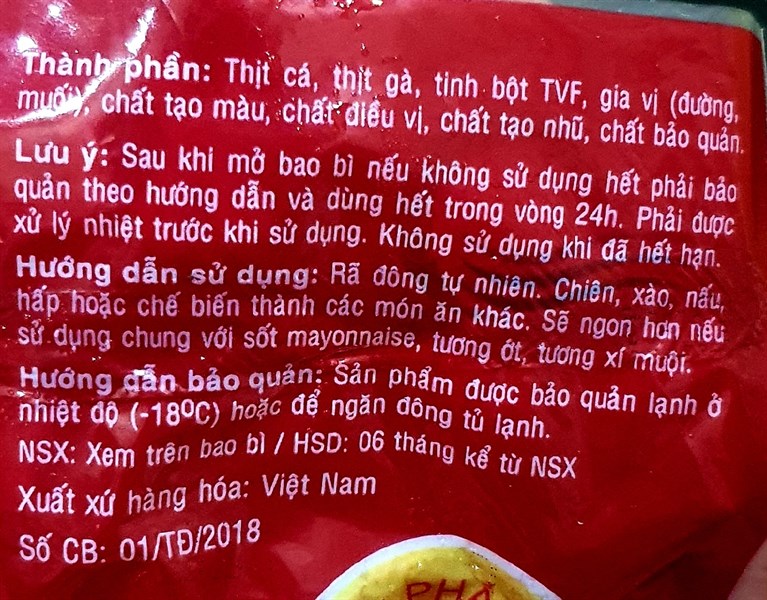 Thành phần: Thịt cá, thịt gà, tinh bột TVF, gia vị (đường,
muối), chất tạo màu, chất điều vị, chất tạo nhũ, chất bảo quản.
Lưu ý: Sau khi mở bao bì nếu không sử dụng hết phải bảo
quản theo hướng dẫn và dùng hết trong vòng 24h. Phải được
xử lý nhiệt trước khi sử dụng. Không sử dụng khi đã hết hạn.
Hướng dẫn sử dụng: Rã đông tự nhiên. Chiên, xào, nấu,
hấp hoặc chế biến thành các món ăn khác. Sẽ ngon hơn nếu
sử dụng chung với sốt mayonnaise, tương ớt, tương xí muội.
Hướng dẫn bảo quản: Sản phẩm được bảo quản lạnh ở
nhiệt độ (-18ºC) hoặc để ngăn đông tủ lạnh.
NSX: Xem trên bao bì / HSD: 06 tháng kể từ NSX
Xuất xứ hàng hóa: Việt Nam
Số CB: 01/TĐ/2018